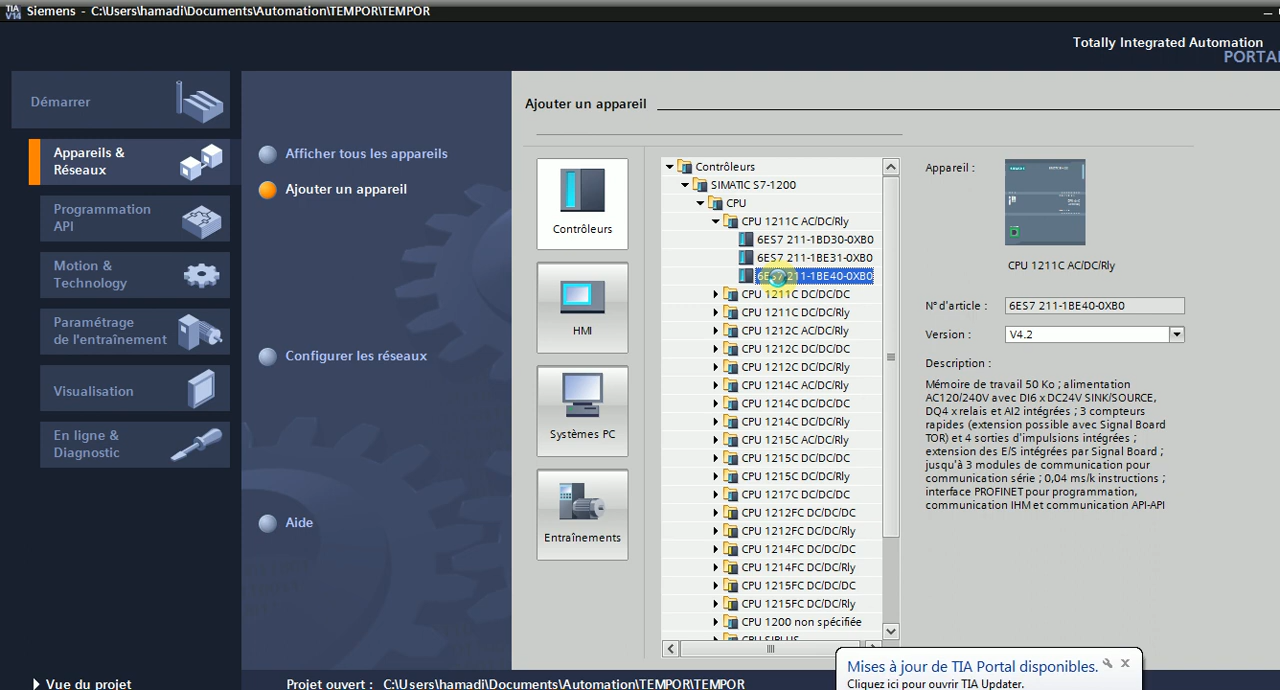 TIA V14
Siemens - C:\Users\hamadi\Documents\Automation\TEMPOR\TEMPOR
Totally Integrated Automation
PORTA
Démarrer
Appareils &
Réseaux
Programmation
API
Motion &
Technology
Paramétrage
de l'entraînement
Visualisation
En ligne &
Diagnostic
Vue du projet
Afficher tous les appareils
Ajouter un appareil
Configurer les réseaux
Aide
Ajouter un appareil
Contrôleurs
HMI
Systèmes PC
Entraînements
Contrôleurs
SIMATIC S7-1200
CPU
CPU 1211C AC/DC/Rly
6ES7 211-1BD30-0XB0
6ES7 211-1BE31-0XB0
6ES7 211-1BE40-0XB0
CPU 1211C DC/DC/DC
CPU 1211C DC/DC/Rly
CPU 1212C AC/DC/Rly
CPU 1212C DC/DC/DC
CPU 1212C DC/DC/Rly
CPU 1214C AC/DC/Rly
CPU 1214C DC/DC/DC
CPU 1214C DC/DC/Rly
CPU 1215C AC/DC/Rly
CPU 1215C DC/DC/DC
CPU 1215C DC/DC/Rly
CPU 1217C DC/DC/DC
CPU 1212FC DC/DC/DC
CPU 1212FC DC/DC/Rly
CPU 1214FC DC/DC/DC
CPU 1214FC DC/DC/Rly
CPU 1215FC DC/DC/DC
CPU 1215FC DC/DC/Rly
CPU 1200 non spécifiée
CPU SIPLUS
Appareil :
CPU 1211C AC/DC/Rly
N° d'article : 6ES7 211-1BE40-0XB0
Version : V4.2
Description :
Mémoire de travail 50 Ko ; alimentation
AC120/240V avec DI6 x DC24V SINK/SOURCE,
DQ4 x relais et AI2 intégrées ; 3 compteurs
rapides (extension possible avec Signal Board
TOR) et 4 sorties d'impulsions intégrées ;
extension des E/S intégrées par Signal Board ;
jusqu'à 3 modules de communication pour
communication série ; 0,04 ms/k instructions ;
interface PROFINET pour programmation,
communication IHM et communication API-API
Projet ouvert : C:\Users\hamadi\Documents\Automation\TEMPOR\TEMPOR
Mises à jour de TIA Portal disponibles.
Cliquez ici pour ouvrir TIA Updater.